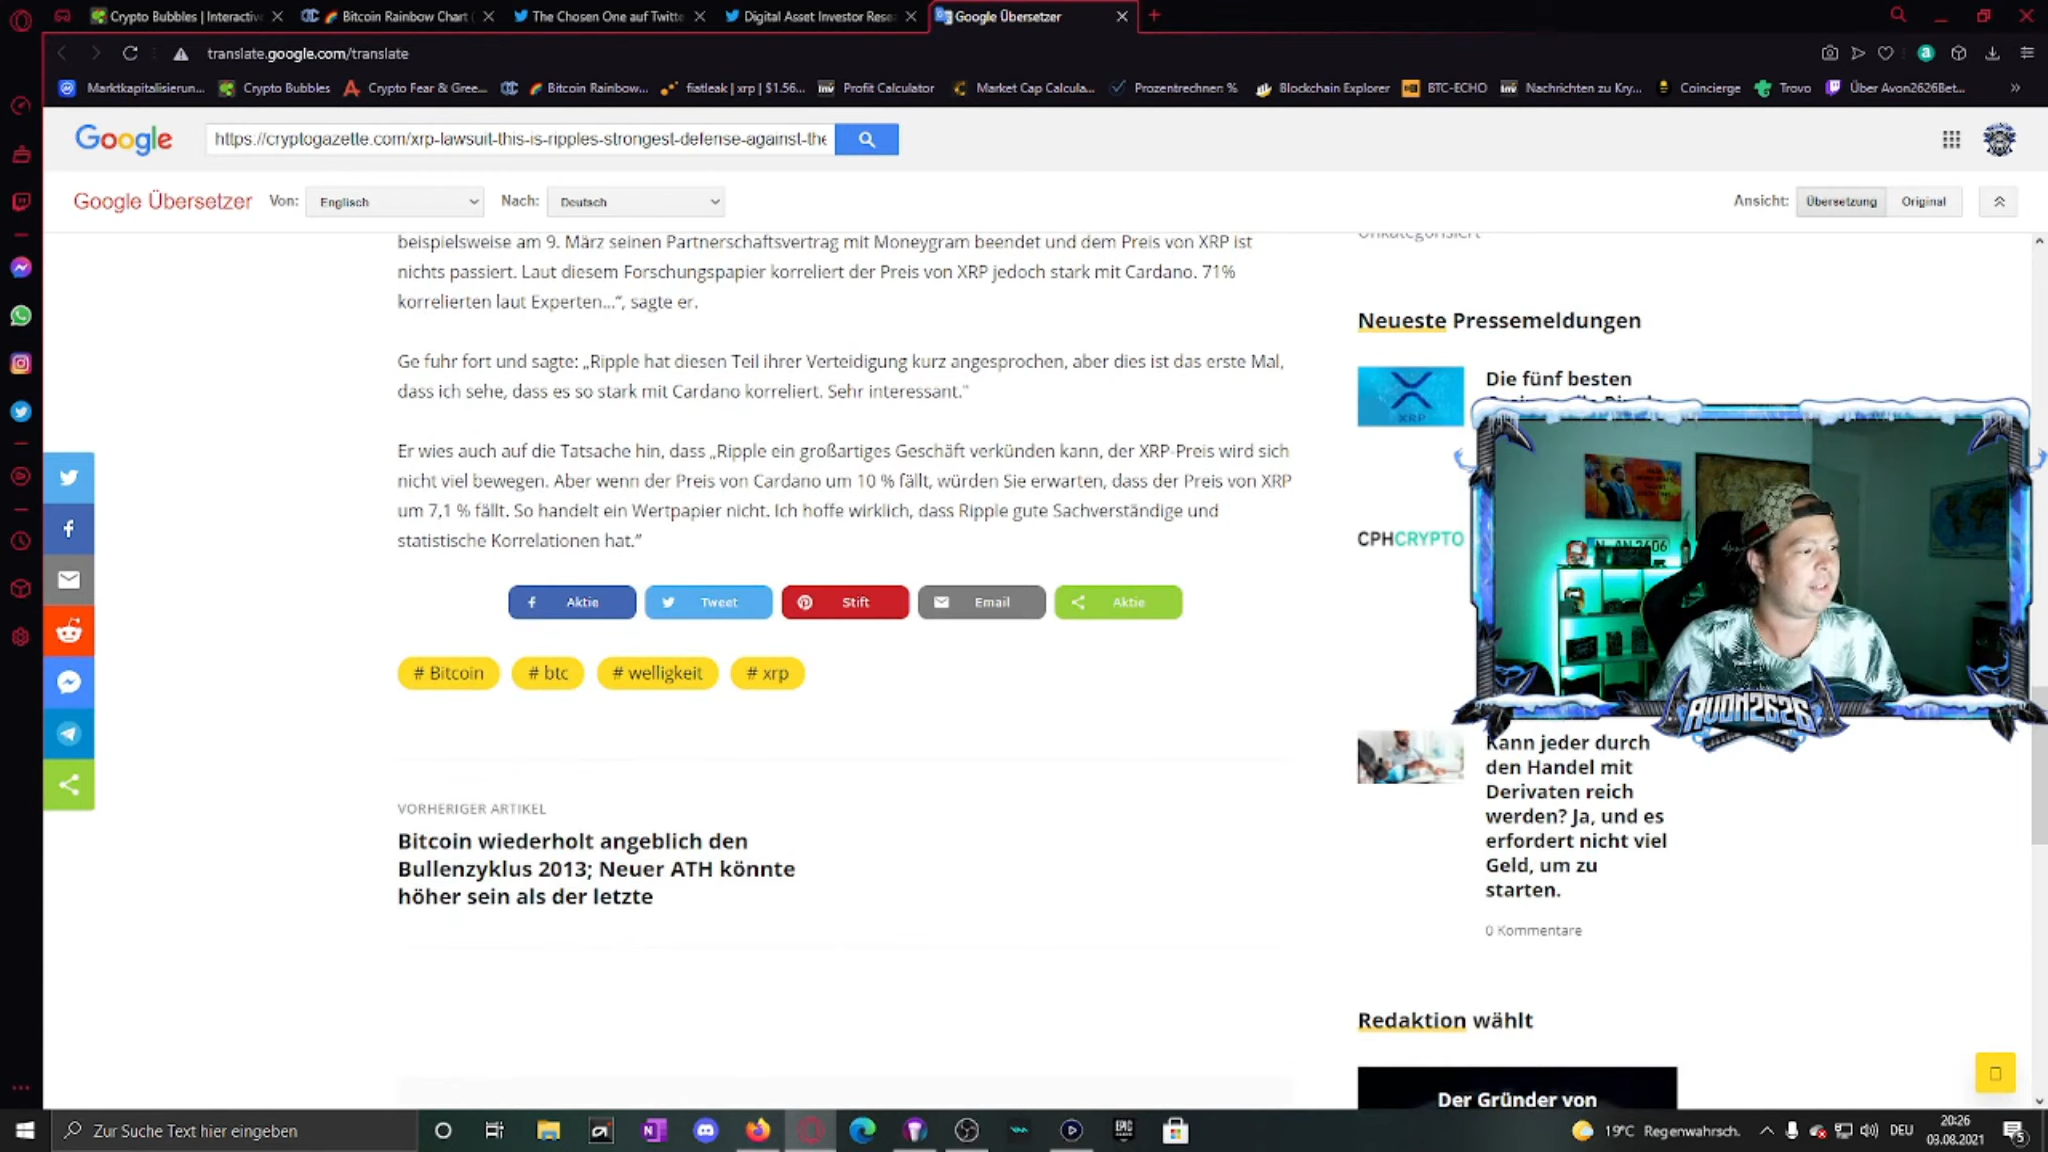 Crypto Bubbles | Interactiv
Bitcoin Rainbow Chart (
The Chosen One auf Twitte
Digital Asset Investor Rese
Google Übersetzer
translate.google.com/translate
Marktkapitalisierun...
Crypto Bubbles
Crypto Fear & Gree...
Bitcoin Rainbow...
fiatleak | xrp | $1.56...
Profit Calculator
Market Cap Calcula...
Prozentrechner: %
Blockchain Explorer
BTC-ECHO
Nachrichten zu Kry...
Coincierge
Trovo
Über Avon2626Bet...
Google
https://cryptogazette.com/xrp-lawsuit-this-is-ripples-strongest-defense-against-the
Google Übersetzer
Von:
Englisch
Nach:
Deutsch
Ansicht:
Übersetzung
Original
beispielsweise am 9. März seinen Partnerschaftsvertrag mit Moneygram beendet und dem Preis von XRP ist
nichts passiert. Laut diesem Forschungspapier korreliert der Preis von XRP jedoch stark mit Cardano. 71%
korrelierten laut Experten...“, sagte er.
Ge fuhr fort und sagte: „Ripple hat diesen Teil ihrer Verteidigung kurz angesprochen, aber dies ist das erste Mal,
dass ich sehe, dass es so stark mit Cardano korreliert. Sehr interessant.“
Er wies auch auf die Tatsache hin, dass „Ripple ein großartiges Geschäft verkünden kann, der XRP-Preis wird sich
nicht viel bewegen. Aber wenn der Preis von Cardano um 10 % fällt, würden Sie erwarten, dass der Preis von XRP
um 7,1 % fällt. So handelt ein Wertpapier nicht. Ich hoffe wirklich, dass Ripple gute Sachverständige und
statistische Korrelationen hat.“
Aktie
Tweet
Stift
Email
Aktie
# Bitcoin
# btc
# welligkeit
# xrp
VORHERIGER ARTIKEL
Bitcoin wiederholt angeblich den
Bullenzyklus 2013; Neuer ATH könnte
höher sein als der letzte
Unkategorisiert
Neueste Pressemeldungen
XRP
Die fünf besten
CPHCRYPTO
AVON2626
Kann jeder durch
den Handel mit
Derivaten reich
werden? Ja, und es
erfordert nicht viel
Geld, um zu
starten.
0 Kommentare
Redaktion wählt
Der Gründer von
Zur Suche Text hier eingeben
EPIC
19°C Regenwahrsch.
DEU
20:26
03.08.2021
5